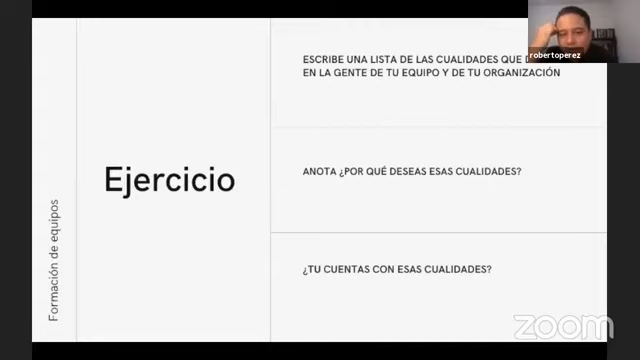 ESCRIBE UNA LISTA DE LAS CUALIDADES QUE
EN LA GENTE DE TU EQUIPO Y DE TU ORGANIZACIÓN
robertoperez
Ejercicio
ANOTA ¿POR QUÉ DESEAS ESAS CUALIDADES?
Formación de equipos
¿TU CUENTAS CON ESAS CUALIDADES?
zoom